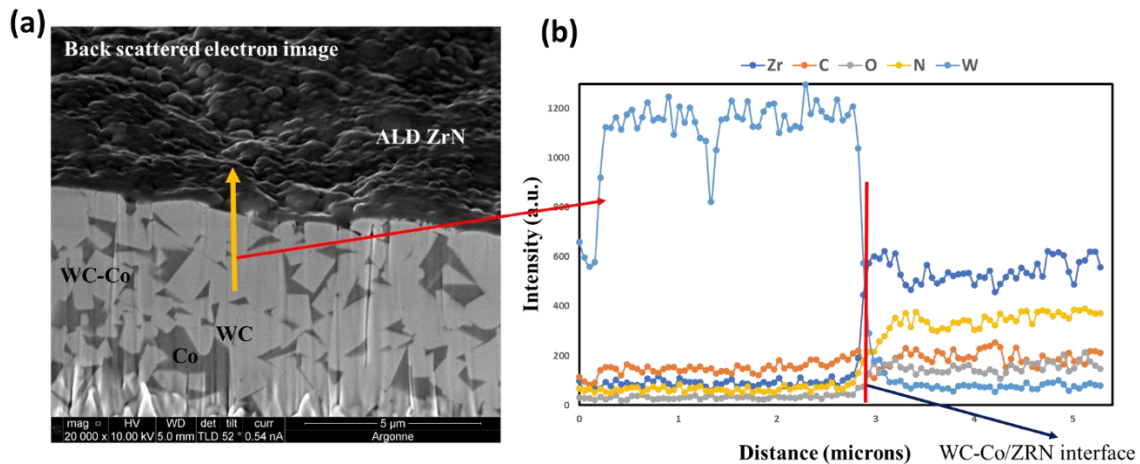 (a)
Back scattered electron image
ALD ZrN
WC-Co
WC
Co
mag □ HV WD det tilt curr
20 000 x 10.00 kV 5.0 mm TLD 52° 0.54 nA
5 µm
Argonne
(b)
Zr C O N W
Intensity (a.u.)
1200
1000
800
600
400
200
0
0 1 2 3 4 5
Distance (microns)
WC-Co/ZRN interface